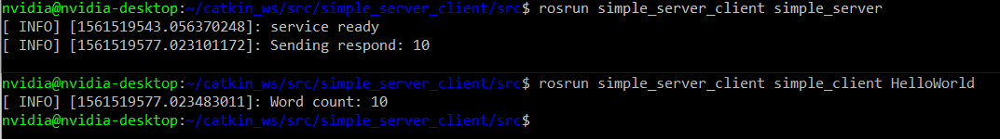 nvidia@nvidia-desktop:~/catkin_ws/src/simple_server_client/src$ rosrun simple_server_client simple_server
[ INFO] [1561519543.056370248]: service ready
[ INFO] [1561519577.023101172]: Sending respond: 10
nvidia@nvidia-desktop:~/catkin_ws/src/simple_server_client/src$ rosrun simple_server_client simple_client HelloWorld
[ INFO] [1561519577.023483011]: Word count: 10
nvidia@nvidia-desktop:~/catkin_ws/src/simple_server_client/src$